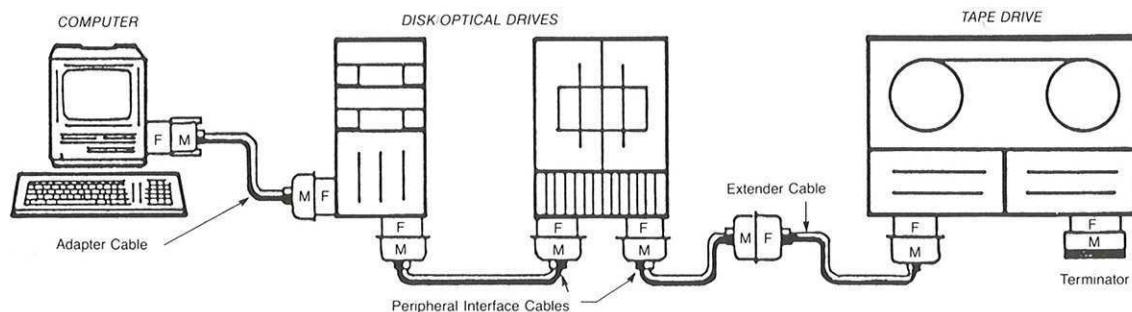 COMPUTER
DISK/OPTICAL DRIVES
TAPE DRIVE
F M
M F
F
M
F
M
F
M
Extender Cable
M F
F
M
F
M
Adapter Cable
Peripheral Interface Cables
Terminator